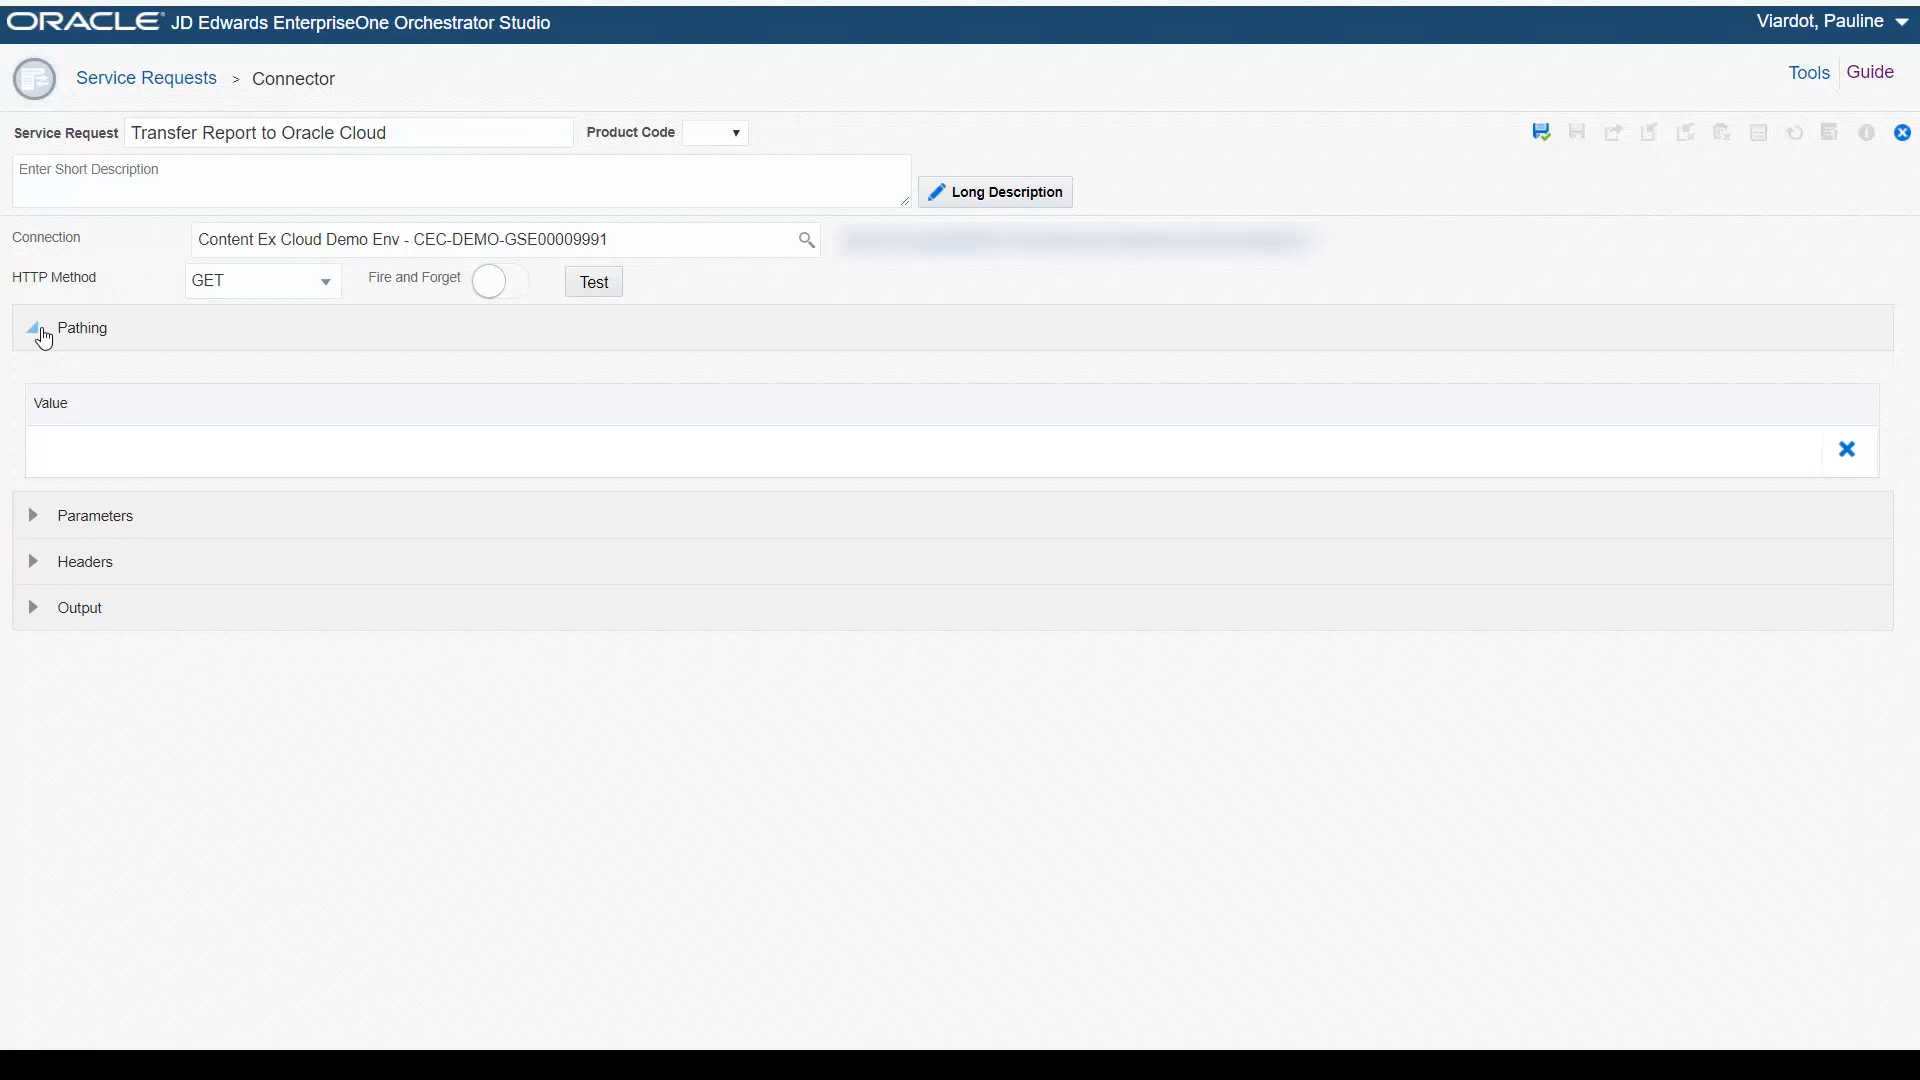 ORACLE JD Edwards EnterpriseOne Orchestrator Studio
Viardot, Pauline
Service Requests > Connector
Tools Guide
Service Request Transfer Report to Oracle Cloud Product Code
Enter Short Description
Long Description
Connection Content Ex Cloud Demo Env - CEC-DEMO-GSE00009991
HTTP Method GET Fire and Forget Test
Pathing
Value
Parameters
Headers
Output